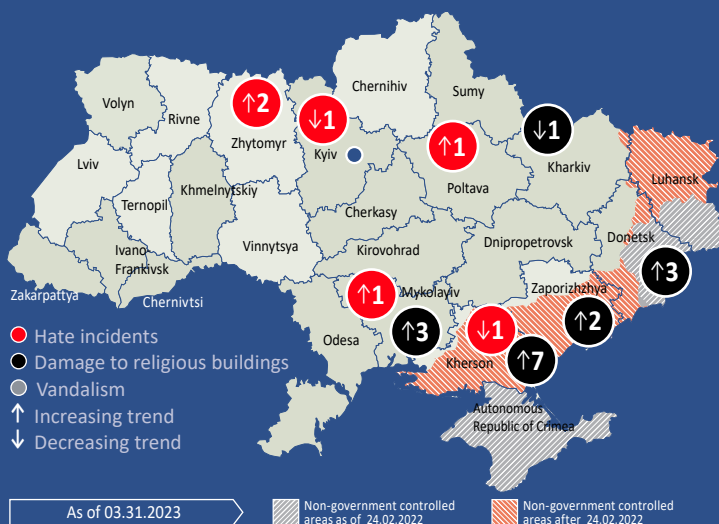 Chernihiv
Sumy
Volyn
Rivne
↑2
Zhytomyr
↓1
Kyiv
↑1
Poltava
↓1
Kharkiv
Lviv
Luhansk
Khmelnytskiy
Ternopil
Cherkasy
Vinnytsya
Kirovohrad
Dnipropetrovsk
Donetsk
Ivano-
Frankivsk
Zakarpattya
Chernivtsi
↑3
↑1
Mykolayiv
Zaporizhzhya
↑3
↓1
↑2
Odesa
Kherson
↑7
Autonomous
Republic of Crimea
Hate incidents
Damage to religious buildings
Vandalism
↑ Increasing trend
↓ Decreasing trend
As of 03.31.2023
Non-government controlled
areas as of 24.02.2022
Non-government controlled
areas after 24.02.2022